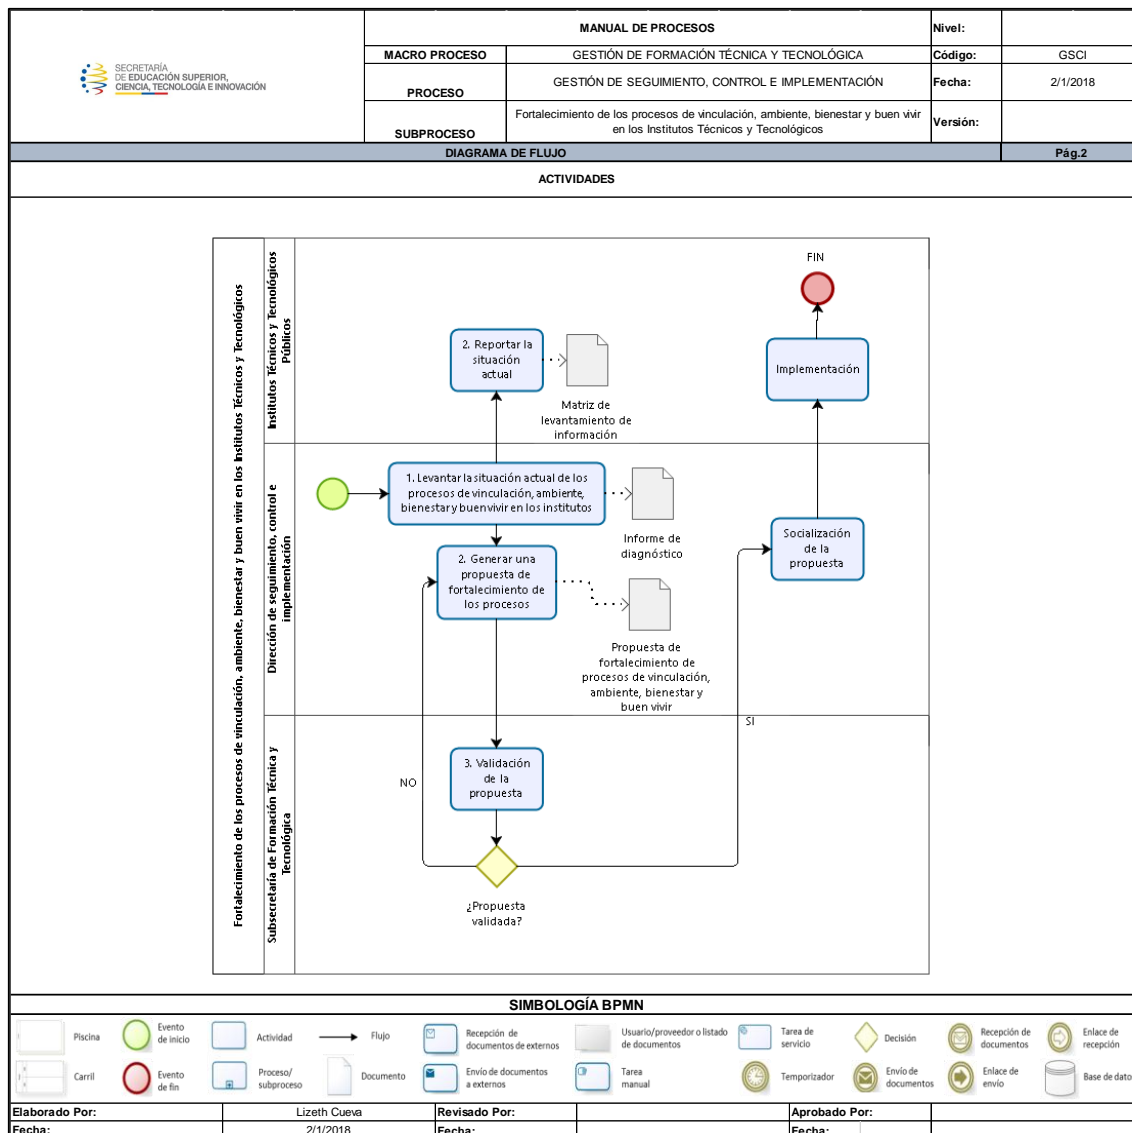 MANUAL DE PROCESOS
Nivel:
SECRETARÍA
DE EDUCACIÓN SUPERIOR,
CIENCIA, TECNOLOGÍA E INNOVACIÓN
MACRO PROCESO
GESTIÓN DE FORMACIÓN TÉCNICA Y TECNOLÓGICA
Código:
GSCI
PROCESO
GESTIÓN DE SEGUIMIENTO, CONTROL E IMPLEMENTACIÓN
Fecha:
2/1/2018
SUBPROCESO
Fortalecimiento de los procesos de vinculación, ambiente, bienestar y buen vivir
en los Institutos Técnicos y Tecnológicos
Versión:
DIAGRAMA DE FLUJO
Pág.2
ACTIVIDADES
Fortalecimiento de los procesos de vinculación, ambiente, bienestar y buen vivir en los Institutos Técnicos y Tecnológicos
Institutos Técnicos y Tecnológicos
Públicos
FIN
2. Reportar la
situación
actual
Matriz de
levantamiento de
información
Implementación
Dirección de seguimiento, control e
implementación
1. Levantar la situación actual de los
procesos de vinculación, ambiente,
bienestar y buen vivir en los institutos
Informe de
diagnóstico
2. Generar una
propuesta de
fortalecimiento de
los procesos
Propuesta de
fortalecimiento de
procesos de vinculación,
ambiente, bienestar y
buen vivir
Socialización
de la
propuesta
Subsecretaría de Formación Técnica y
Tecnológica
SI
3. Validación
de la
propuesta
NO
¿Propuesta
validada?
SIMBOLOGÍA BPMN
Piscina
Evento
de inicio
Actividad
Flujo
Recepción de
documentos de externos
Usuario/proveedor o listado
de documentos
Tarea de
servicio
Decisión
Recepción de
documentos
Enlace de
recepción
Carril
Evento
de fin
Proceso/
subproceso
Documento
Envío de documentos
a externos
Tarea
manual
Temporizador
Envío de
documentos
Enlace de
envío
Base de dato
Elaborado Por:
Lizeth Cueva
Revisado Por:
Aprobado Por:
Fecha:
2/1/2018
Fecha:
Fecha: